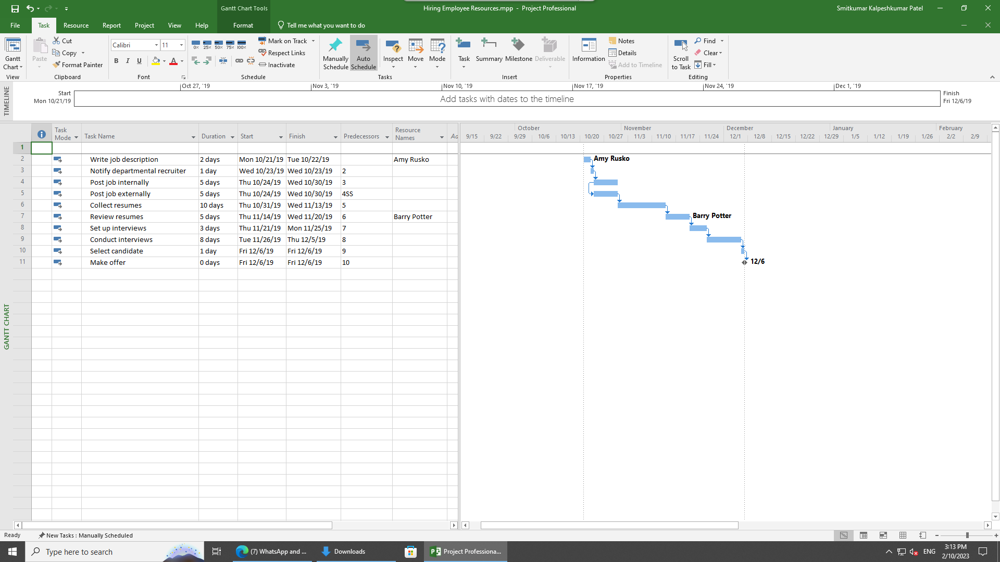 Gantt Chart Tools
Hiring Employee Resources.mpp - Project Professional
Smitkumar Kalpeshkumar Patel
File Task Resource Report Project View Help Format Tell me what you want to do
Gantt Chart
View
Paste
Cut
Copy
Format Painter
Clipboard
Calibri 11
B I U A
Font
0% 25% 50% 75% 100%
Mark on Track
Respect Links
Inactivate
Schedule
Manually Schedule
Auto Schedule
Inspect
Move
Mode
Tasks
Task
Summary
Milestone
Deliverable
Insert
Information
Notes
Details
Add to Timeline
Properties
Scroll to Task
Find
Clear
Fill
Editing
TIMELINE
Oct 27, '19 Nov 3, '19 Nov 10, '19 Nov 17, '19 Nov 24, '19 Dec 1, '19
Start
Mon 10/21/19
Add tasks with dates to the timeline
Finish
Fri 12/6/19
Task Mode Task Name Duration Start Finish Predecessors Resource Names Ad
October November December January February
9/15 9/22 9/29 10/6 10/13 10/20 10/27 11/3 11/10 11/17 11/24 12/1 12/8 12/15 12/22 12/29 1/5 1/12 1/19 1/26 2/2 2/9
1
2 Write job description 2 days Mon 10/21/19 Tue 10/22/19 Amy Rusko Amy Rusko
3 Notify departmental recruiter 1 day Wed 10/23/19 Wed 10/23/19 2
4 Post job internally 5 days Thu 10/24/19 Wed 10/30/19 3
5 Post job externally 5 days Thu 10/24/19 Wed 10/30/19 4SS
6 Collect resumes 10 days Thu 10/31/19 Wed 11/13/19 5
7 Review resumes 5 days Thu 11/14/19 Wed 11/20/19 6 Barry Potter Barry Potter
8 Set up interviews 3 days Thu 11/21/19 Mon 11/25/19 7
9 Conduct interviews 8 days Tue 11/26/19 Thu 12/5/19 8
10 Select candidate 1 day Fri 12/6/19 Fri 12/6/19 9
11 Make offer 0 days Fri 12/6/19 Fri 12/6/19 10 12/6
GANTT CHART
Ready New Tasks : Manually Scheduled
Type here to search
(7) WhatsApp and ...
Downloads
Project Professiona...
ENG
3:13 PM
2/10/2023